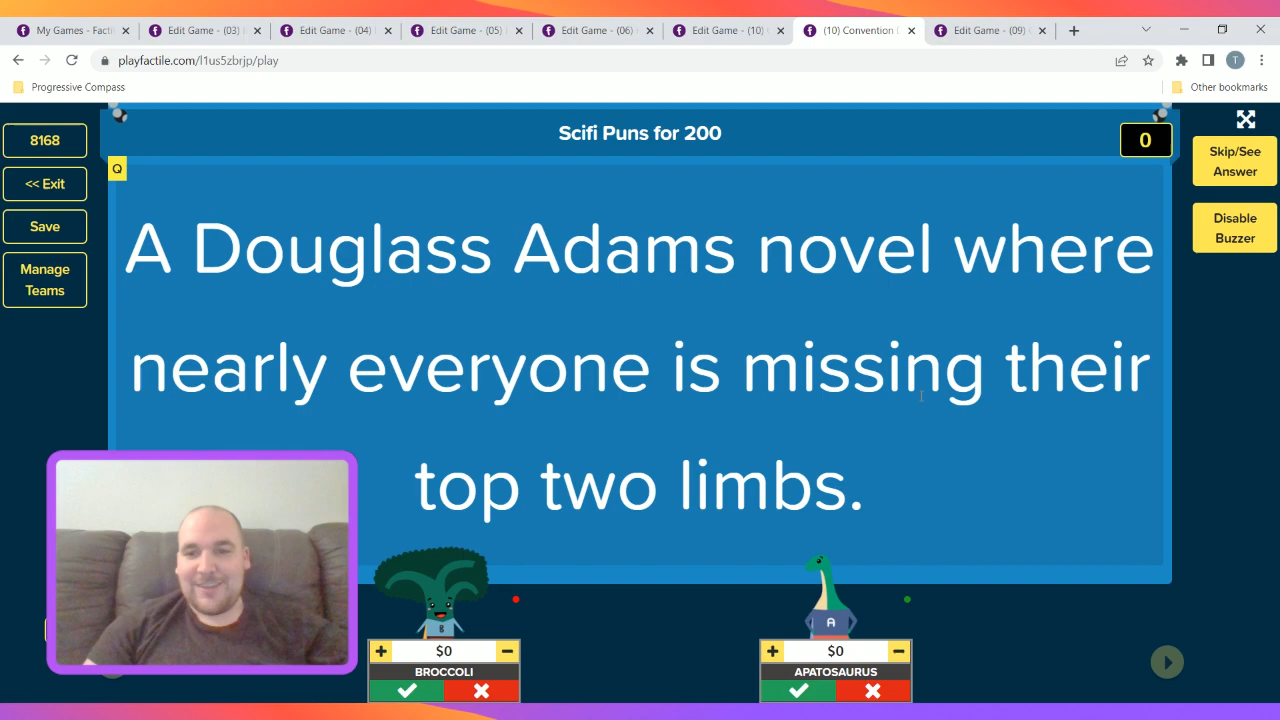 My Games - Facti
Edit Game - (03)
Edit Game - (04)
Edit Game - (05)
Edit Game - (06)
Edit Game - (10)
(10) Convention
Edit Game - (09)
playfactile.com/l1us5zbrjp/play
T
Progressive Compass
Other bookmarks
8168
<< Exit
Save
Manage
Teams
Scifi Puns for 200
0
Skip/See
Answer
Disable
Buzzer
Q
A Douglass Adams novel where
nearly everyone is missing their
top two limbs.
B
A
+ $0 −
+ $0 −
BROCCOLI
APATOSAURUS